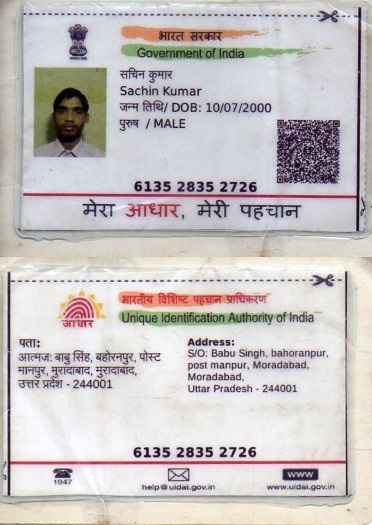 भारत सरकार
Government of India
सचिन कुमार
Sachin Kumar
जन्म तिथि/ DOB: 10/07/2000
पुरुष / MALE
6135 2835 2726
मेरा आधार, मेरी पहचान
भारतीय विशिष्ट पहचान प्राधिकरण
Unique Identification Authority of India
आधार
पता:
आत्मज: बाबु सिंह, बहोरनपुर, पोस्ट
मानपुर, मुरादाबाद, मुरादाबाद,
उत्तर प्रदेश - 244001
Address:
S/O: Babu Singh, bahoranpur,
post manpur, Moradabad,
Moradabad,
Uttar Pradesh - 244001
6135 2835 2726
1947
help@uidai.gov.in
www
www.uidai.gov.in